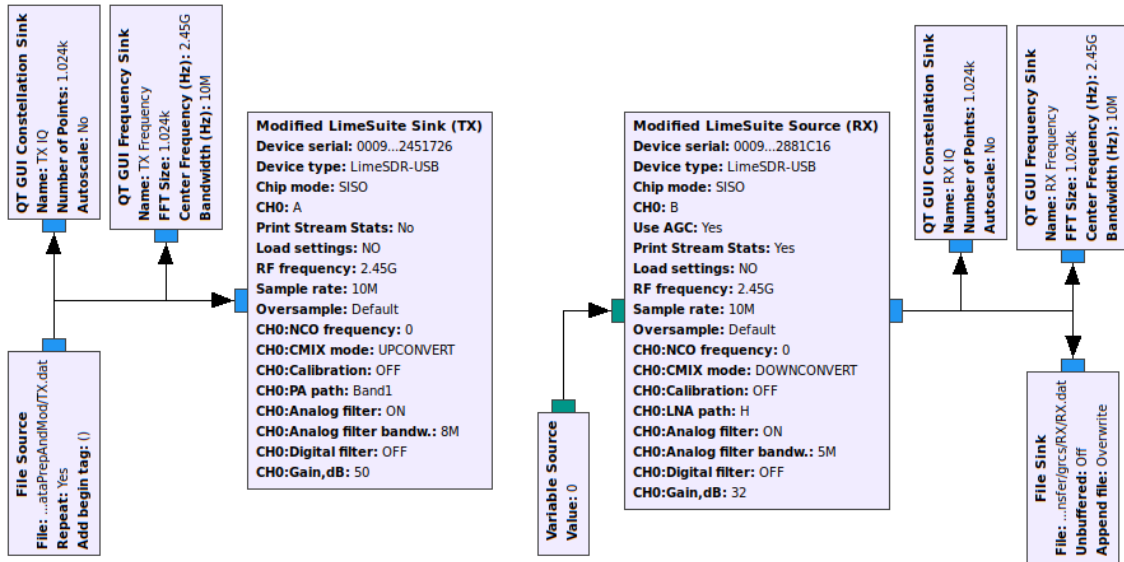 QT GUI Constellation Sink
Name: TX IQ
Number of Points: 1.024k
Autoscale: No
QT GUI Frequency Sink
Name: TX Frequency
FFT Size: 1.024k
Center Frequency (Hz): 2.45G
Bandwidth (Hz): 10M
File Source
File: ...ataPrepAndMod/TX.dat
Repeat: Yes
Add begin tag: ()
Modified LimeSuite Sink (TX)
Device serial: 0009...2451726
Device type: LimeSDR-USB
Chip mode: SISO
CH0: A
Print Stream Stats: No
Load settings: NO
RF frequency: 2.45G
Sample rate: 10M
Oversample: Default
CH0:NCO frequency: 0
CH0:CMIX mode: UPCONVERT
CH0:Calibration: OFF
CH0:PA path: Band1
CH0:Analog filter: ON
CH0:Analog filter bandw.: 8M
CH0:Digital filter: OFF
CH0:Gain,dB: 50
Variable Source
Value: 0
Modified LimeSuite Source (RX)
Device serial: 0009...2881C16
Device type: LimeSDR-USB
Chip mode: SISO
CH0: B
Use AGC: Yes
Print Stream Stats: Yes
Load settings: NO
RF frequency: 2.45G
Sample rate: 10M
Oversample: Default
CH0:NCO frequency: 0
CH0:CMIX mode: DOWNCONVERT
CH0:Calibration: OFF
CH0:LNA path: H
CH0:Analog filter: ON
CH0:Analog filter bandw.: 5M
CH0:Digital filter: OFF
CH0:Gain,dB: 32
QT GUI Constellation Sink
Name: RX IQ
Number of Points: 1.024k
Autoscale: No
QT GUI Frequency Sink
Name: RX Frequency
FFT Size: 1.024k
Center Frequency (Hz): 2.45G
Bandwidth (Hz): 10M
File Sink
File: ...nsfer/grcs/RX/RX.dat
Unbuffered: Off
Append file: Overwrite